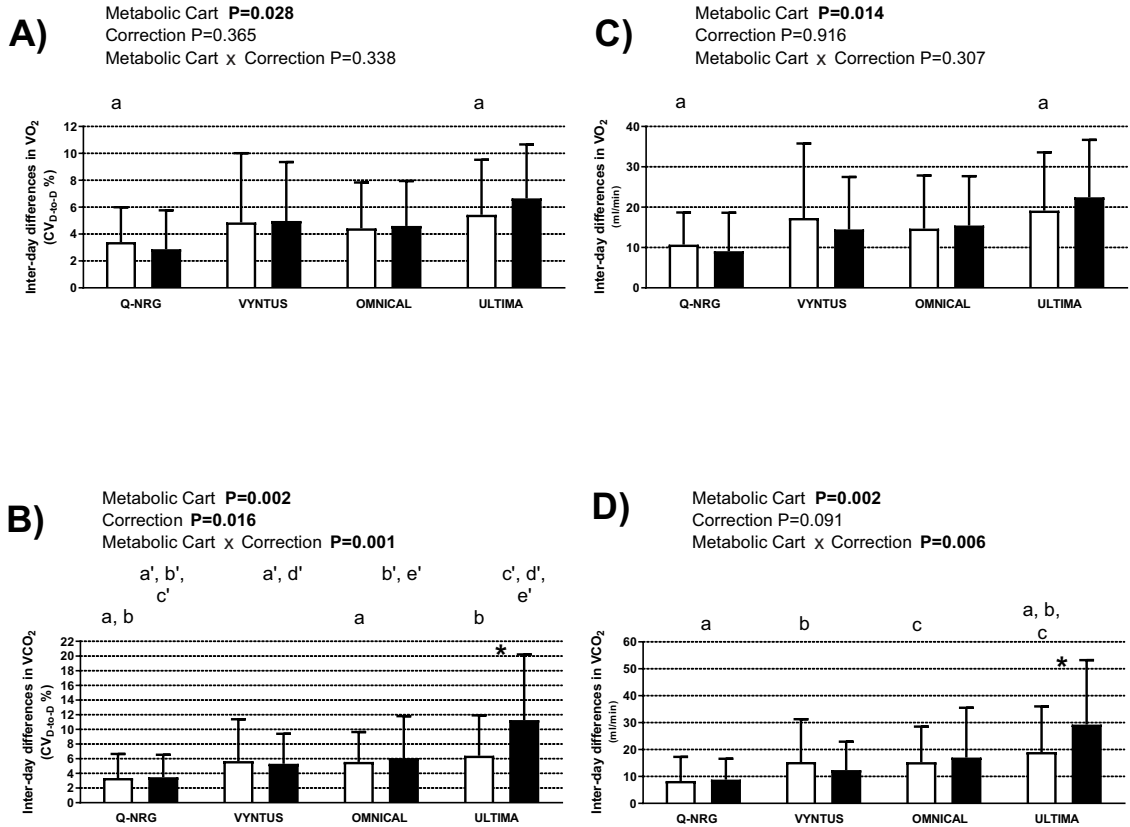 A)
Metabolic Cart P=0.028
Correction P=0.365
Metabolic Cart x Correction P=0.338
a
a
Inter-day differences in VO2
(CVD-to-D %)
12
10
8
6
4
2
0
Q-NRG
VYNTUS
OMNICAL
ULTIMA
C)
Metabolic Cart P=0.014
Correction P=0.916
Metabolic Cart x Correction P=0.307
a
a
Inter-day differences in VO2
(ml/min)
40
30
20
10
0
Q-NRG
VYNTUS
OMNICAL
ULTIMA
B)
Metabolic Cart P=0.002
Correction P=0.016
Metabolic Cart x Correction P=0.001
a', b',
c'
a', d'
b', e'
c', d',
e'
a, b
a
b
*
Inter-day differences in VCO2
(CVD-to-D %)
22
20
18
16
14
12
10
8
6
4
2
0
Q-NRG
VYNTUS
OMNICAL
ULTIMA
D)
Metabolic Cart P=0.002
Correction P=0.091
Metabolic Cart x Correction P=0.006
a
b
c
a, b,
c
*
Inter-day differences in VCO2
(ml/min)
60
50
40
30
20
10
0
Q-NRG
VYNTUS
OMNICAL
ULTIMA